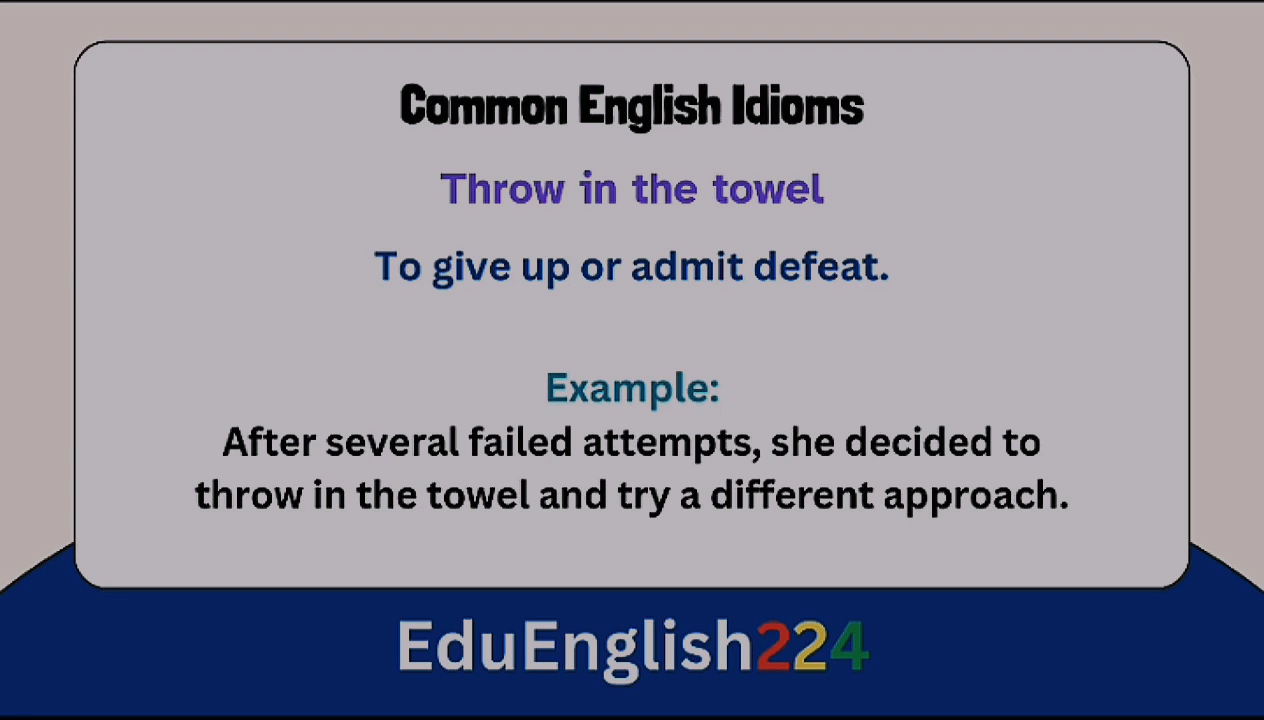 Common English Idioms
Throw in the towel
To give up or admit defeat.
Example:
After several failed attempts, she decided to
throw in the towel and try a different approach.
EduEnglish224